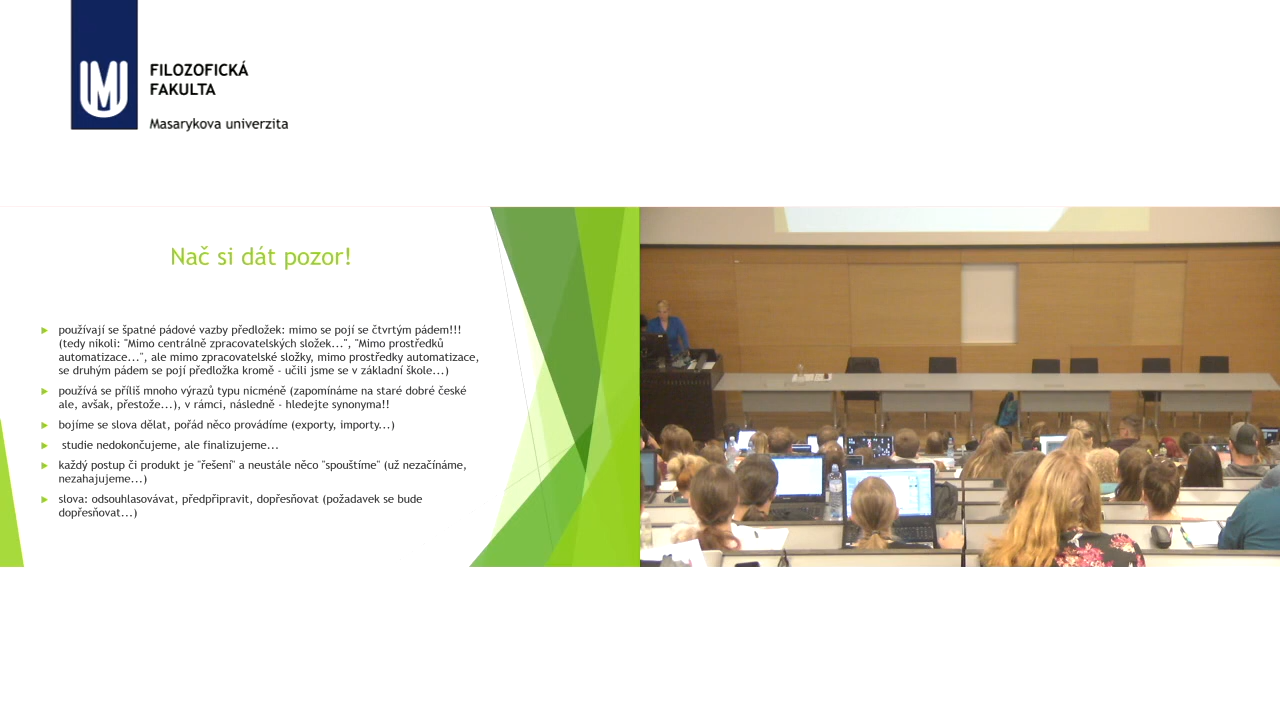 FILOZOFICKÁ
FAKULTA
Masarykova univerzita
Nač si dát pozor!
používají se špatné pádové vazby předložek: mimo se pojí se čtvrtým pádem!!!
(tedy nikoli: "Mimo centrálně zpracovatelských složek...", "Mimo prostředků
automatizace...", ale mimo zpracovatelské složky, mimo prostředky automatizace,
se druhým pádem se pojí předložka kromě - učili jsme se v základní škole...)
používá se příliš mnoho výrazů typu nicméně (zapomínáme na staré dobré české
ale, avšak, přestože...), v rámci, následně - hledejte synonyma!!
bojíme se slova dělat, pořád něco provádíme (exporty, importy...)
studie nedokončujeme, ale finalizujeme...
každý postup či produkt je "řešení" a neustále něco "spouštíme" (už nezačínáme,
nezahajujeme...)
slova: odsouhlasovávat, předpřipravit, dopřesňovat (požadavek se bude
dopřesňovat...)